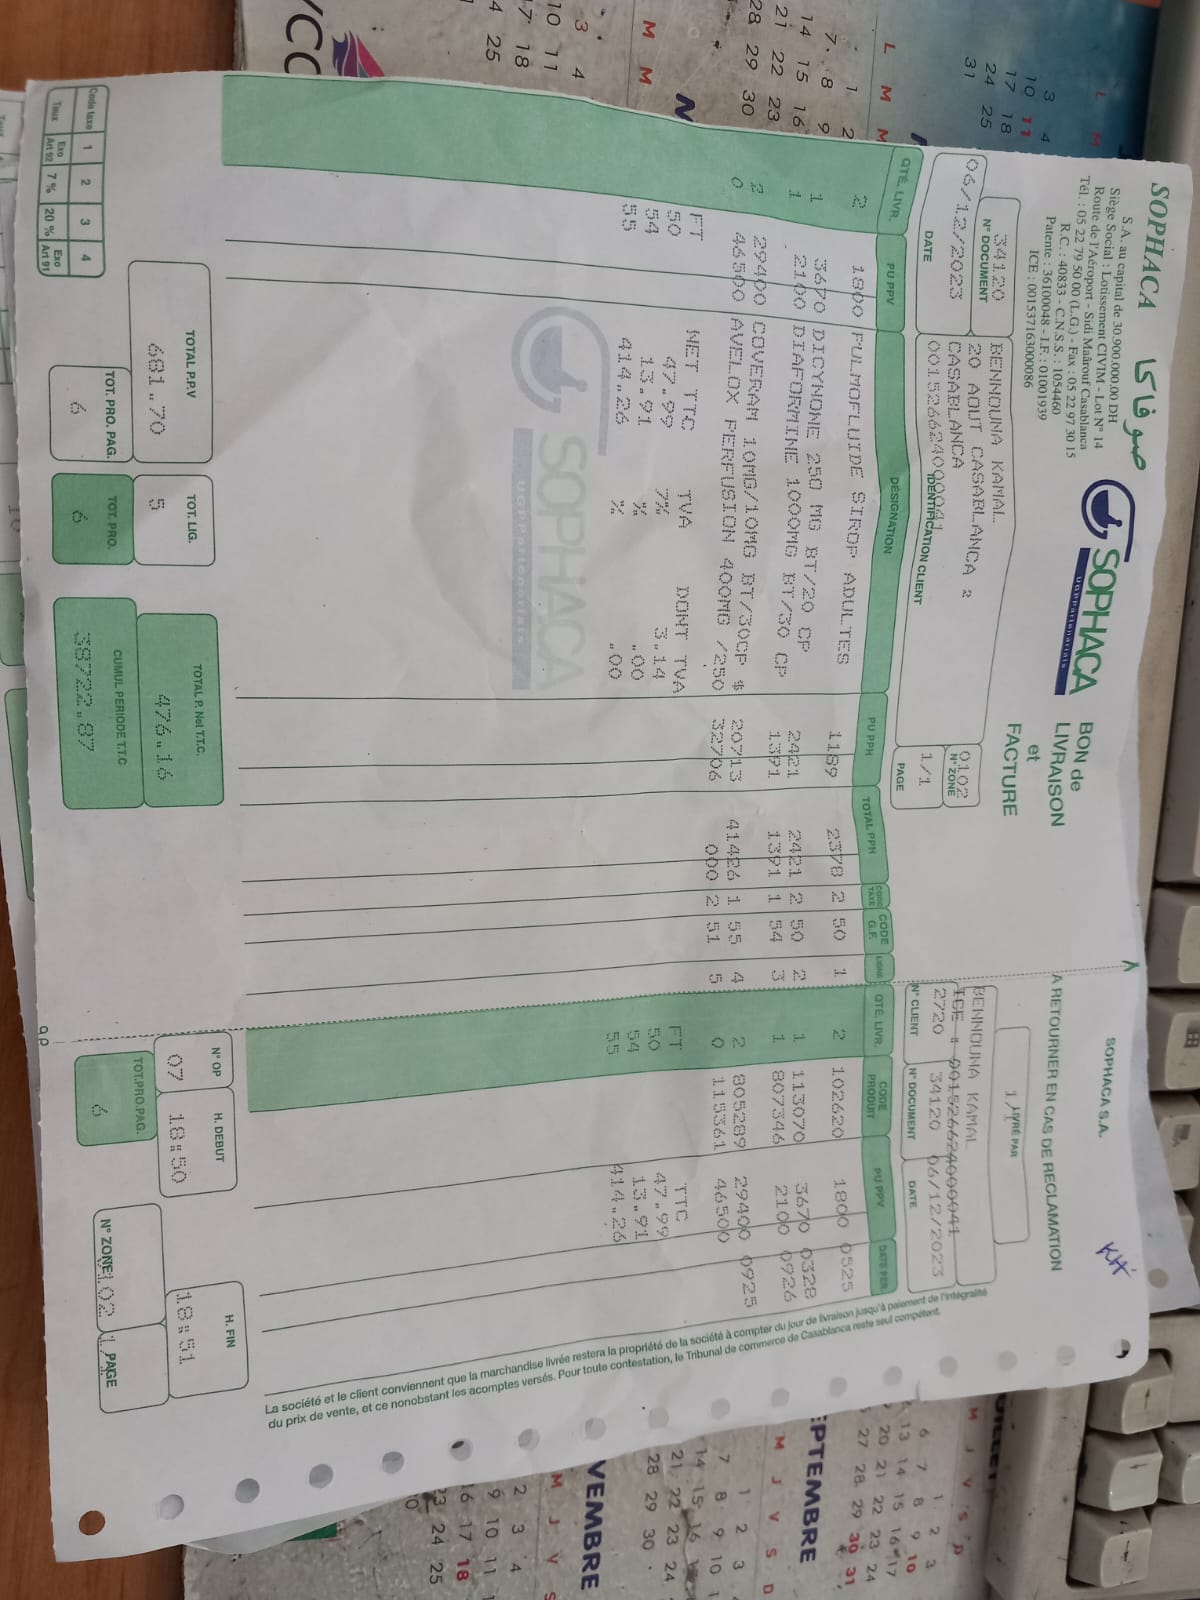 SOPHACA صوفاكا
S.A. au capital de 30.900.000.00 DH
Siège Social : Lotissement CIVIM - Lot N° 14
Route de l'Aéroport - Sidi Maârouf Casablanca
Tél. : 05 22 79 50 00 (L.G.) - Fax : 05 22 97 30 15
R.C. : 40833 - C.N.S.S. : 1054460
Patente : 36100048 - I.F. : 01001939
ICE : 001537163000086
SOPHACA
UGPPartenariats
BON de
LIVRAISON
et
FACTURE
34120
N° DOCUMENT
06/12/2023
DATE
BENNOUNA KAMAL
20 AOUT CASABLANCA 2
CASABLANCA
001526624000041
IDENTIFICATION CLIENT
0102
N° ZONE
1/1
PAGE
SOPHACA S.A.
KH
A RETOURNER EN CAS DE RECLAMATION
1/1 LIVRÉ PAR
BENNOUNA KAMAL
ICE : 001526624000041
2720 34120 06/12/2023
N° CLIENT N° DOCUMENT DATE
QTÉ. LIVR. PU PPV DÉSIGNATION PU PPH TOTAL PPH CODE TAXE CODE G.F. LIGNE QTÉ. LIVR. CODE PRODUIT PU PPV DATE PER.
2 1800 PULMOFLUIDE SIROP ADULTES 1189 2378 2 50 1 2 102620 1800 0525
1 3670 DICYNONE 250 MG BT/20 CP 2421 2421 2 50 2 1 113070 3670 0328
1 2100 DIAFORMINE 1000MG BT/30 CP 1391 1391 1 54 3 1 807346 2100 0926
2 29400 COVERAM 10MG/10MG BT/30CP $ 20713 41426 1 55 4 2 805289 29400 0925
0 46500 AVELOX PERFUSION 400MG /250 32706 000 2 51 5 0 115361 46500
FT NET TTC TVA DONT TVA FT TTC
50 47.99 7% 3.14 50 47.99
54 13.91 % .00 54 13.91
55 414.26 % .00 55 414.26
SOPHACA
UGPPartenariats
La société et le client conviennent que la marchandise livrée restera la propriété de la société à compter du jour de livraison jusqu'à paiement de l'intégralité
du prix de vente, et ce nonobstant les acomptes versés. Pour toute contestation, le Tribunal de commerce de Casablanca reste seul compétent.
TOTAL P.P.V
681.70
TOT. LIG.
5
TOTAL P. Net T.T.C.
476.16
TOT. PRO. PAG.
6
TOT. PRO.
6
CUMUL PERIODE T.T.C
38722.87
N° OP
07
H. DEBUT
18:50
H. FIN
18:51
TOT.PRO.PAG.
6
N° ZONE 0102 1/1 PAGE
Code taxe 1 2 3 4
Taux Exo Art 92 7 % 20 % Exo Art 91
EPTEMBRE
VEMBRE